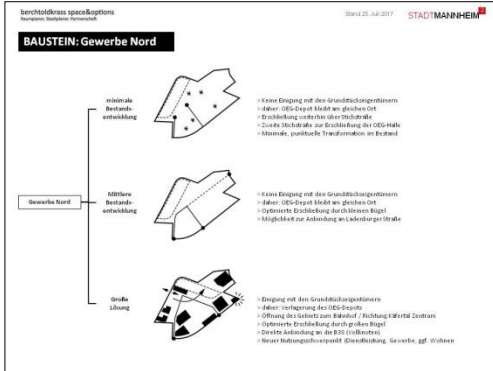 berchtoldkrass space&options
Raumplaner, Stadtplaner. Partnerschaft
Stand 20. Juli 2017
STADTMANNHEIM²
BAUSTEIN: Gewerbe Nord
Gewerbe Nord
minimale
Bestands-
entwicklung
> Keine Einigung mit den Grundstückseigentümern
> daher: OEG-Depot bleibt am gleichen Ort
> Erschließung weiterhin über Stichstraße
> Zweite Stichstraße zur Erschließung der OEG-Halle
> Minimale, punktuelle Transformation im Bestand
Mittlere
Bestands-
entwicklung
> Keine Einigung mit den Grundstückseigentümern
> daher: OEG-Depot bleibt am gleichen Ort
> Optimierte Erschließung durch kleinen Bügel
> Möglichkeit zur Anbindung an Ladenburger Straße
Große
Lösung
> Einigung mit den Grundstückseigentümern
> daher: Verlagerung des OEG-Depots
> Öffnung des Gebiets zum Bahnhof / Richtung Käfertal Zentrum
> Optimierte Erschließung durch großen Bügel
> Direkte Anbindung an die B38 (Vollknoten)
> Neuer Nutzungsschwerpunkt (Dienstleistung, Gewerbe, ggf. Wohnen